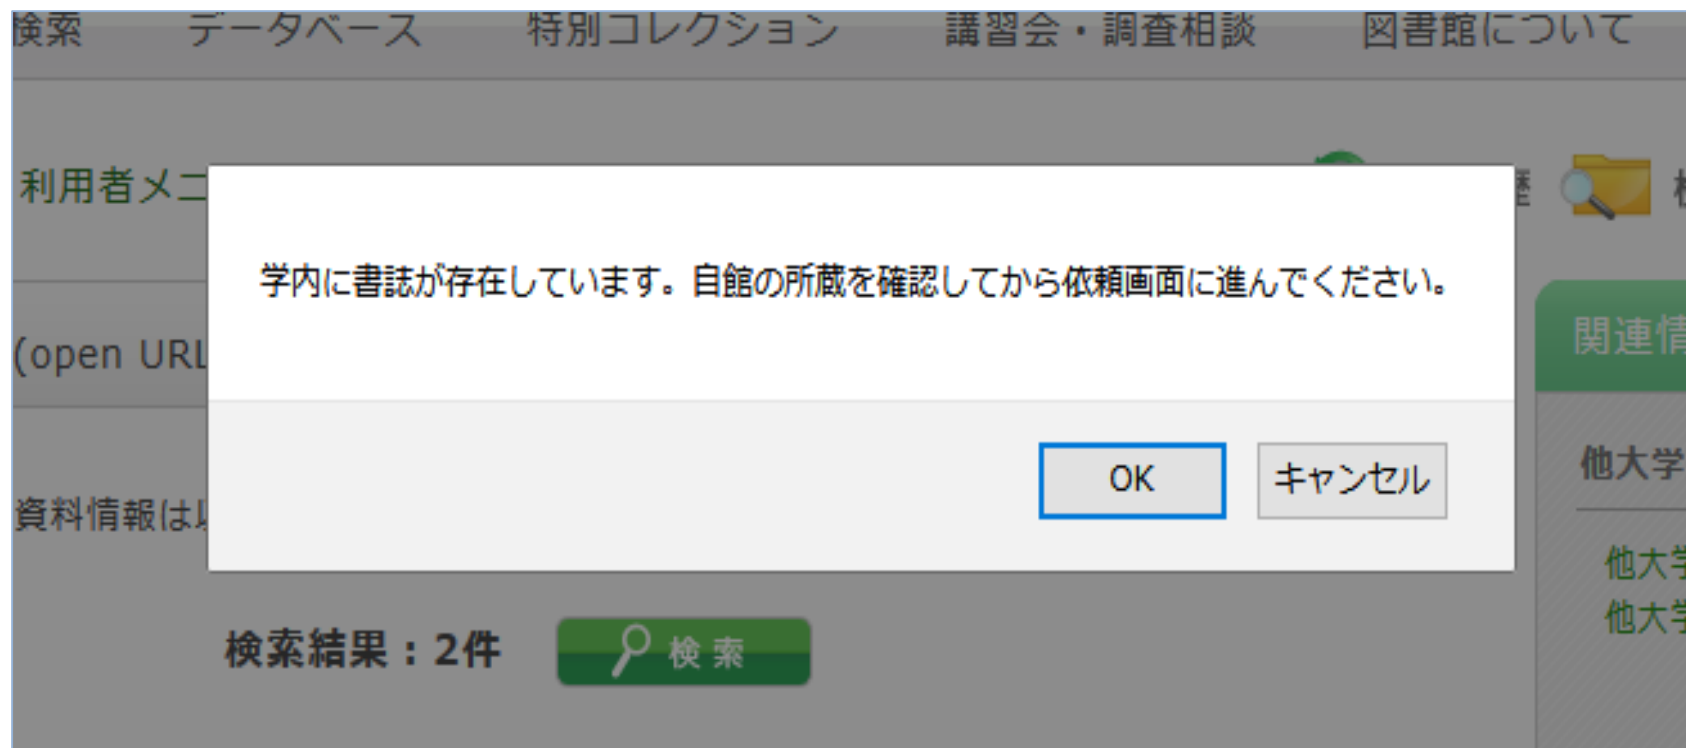 検索 データベース 特別コレクション 講習会・調査相談 図書館について
利用者メニ
歴
学内に書誌が存在しています。自館の所蔵を確認してから依頼画面に進んでください。
(open URL
関連情
OK キャンセル
他大学
資料情報は以
他大学
他大学
検索結果：2件 検索